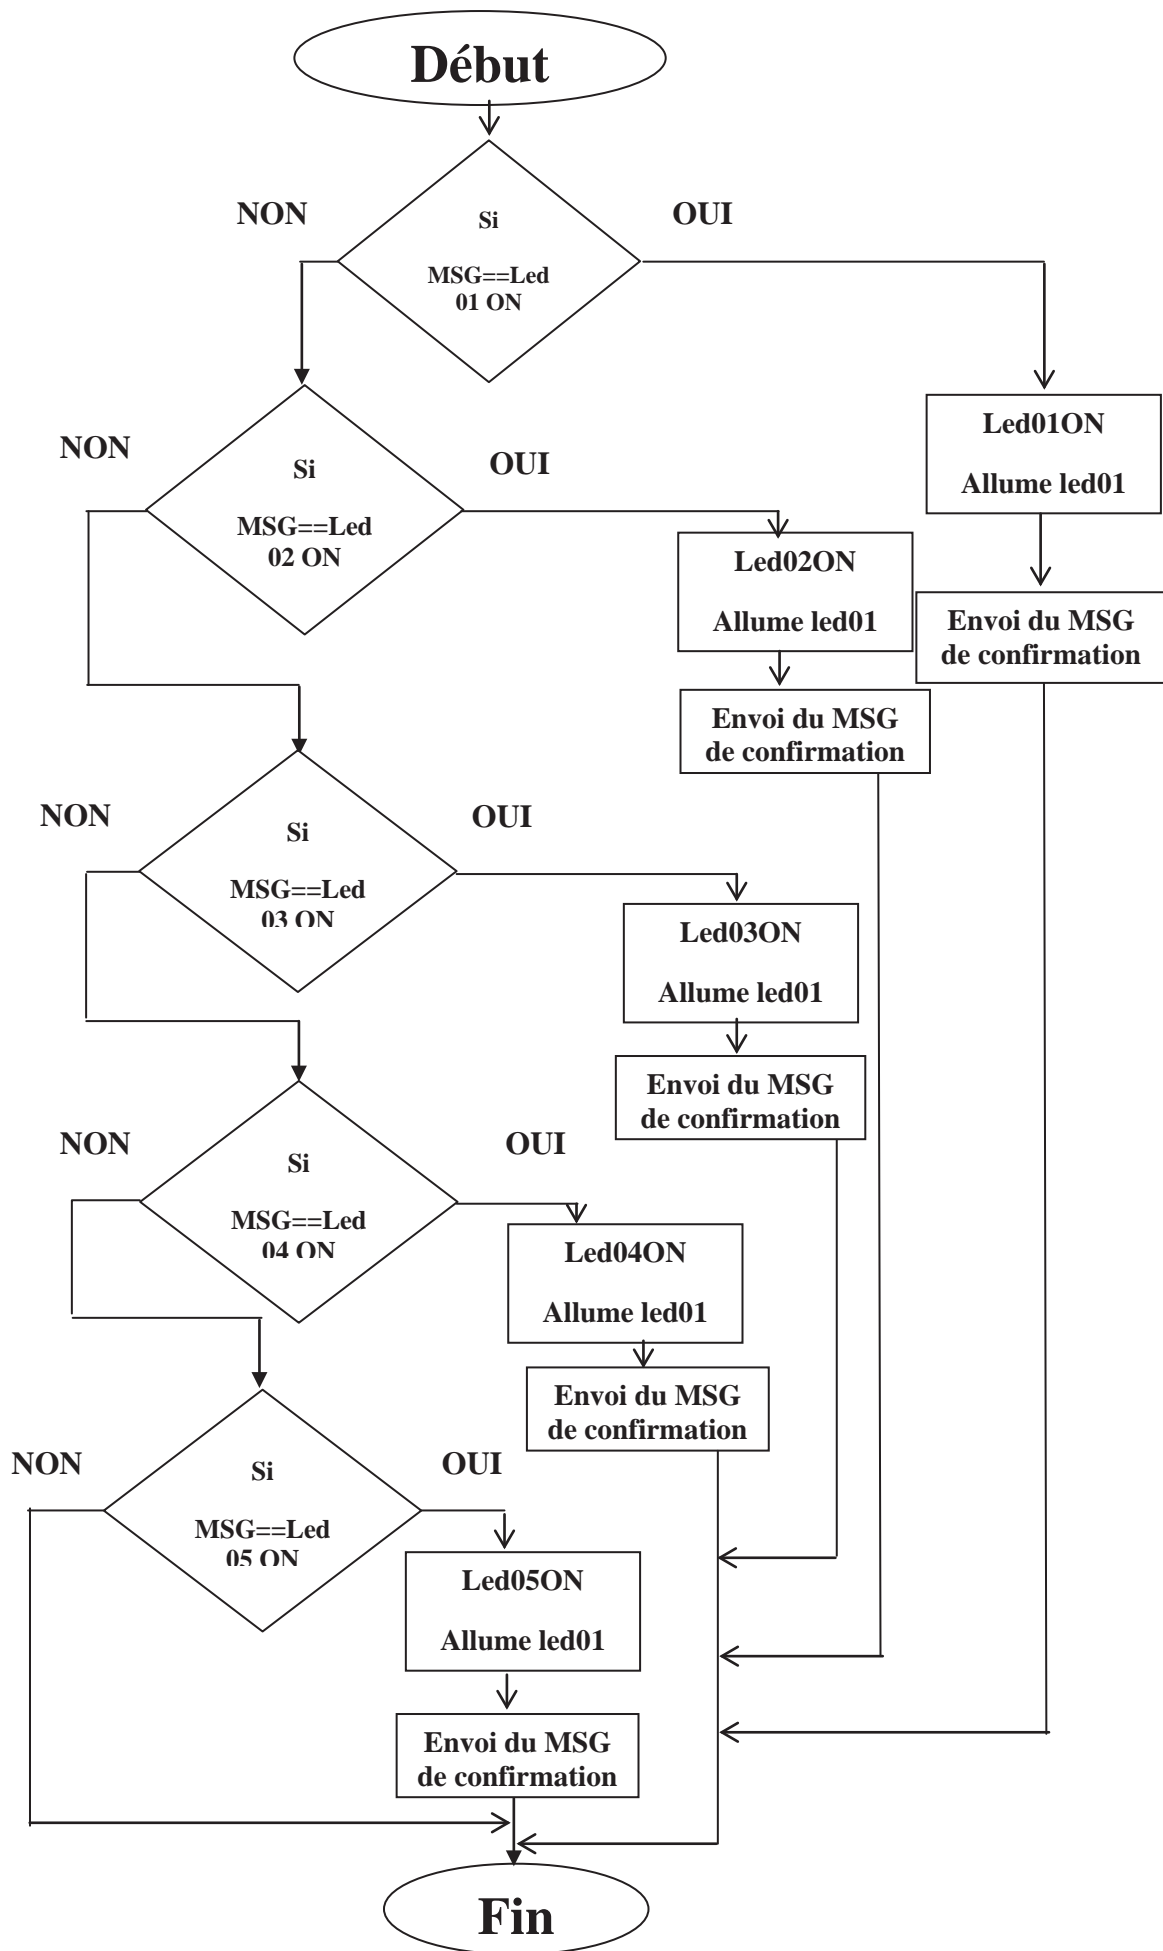 Début
NON
OUI
Si
MSG==Led
01 ON
Led01ON
Allume led01
NON
OUI
Si
MSG==Led
02 ON
Led02ON
Allume led01
Envoi du MSG
de confirmation
Envoi du MSG
de confirmation
NON
OUI
Si
MSG==Led
03 ON
Led03ON
Allume led01
Envoi du MSG
de confirmation
NON
OUI
Si
MSG==Led
04 ON
Led04ON
Allume led01
Envoi du MSG
de confirmation
NON
OUI
Si
MSG==Led
05 ON
Led05ON
Allume led01
Envoi du MSG
de confirmation
Fin